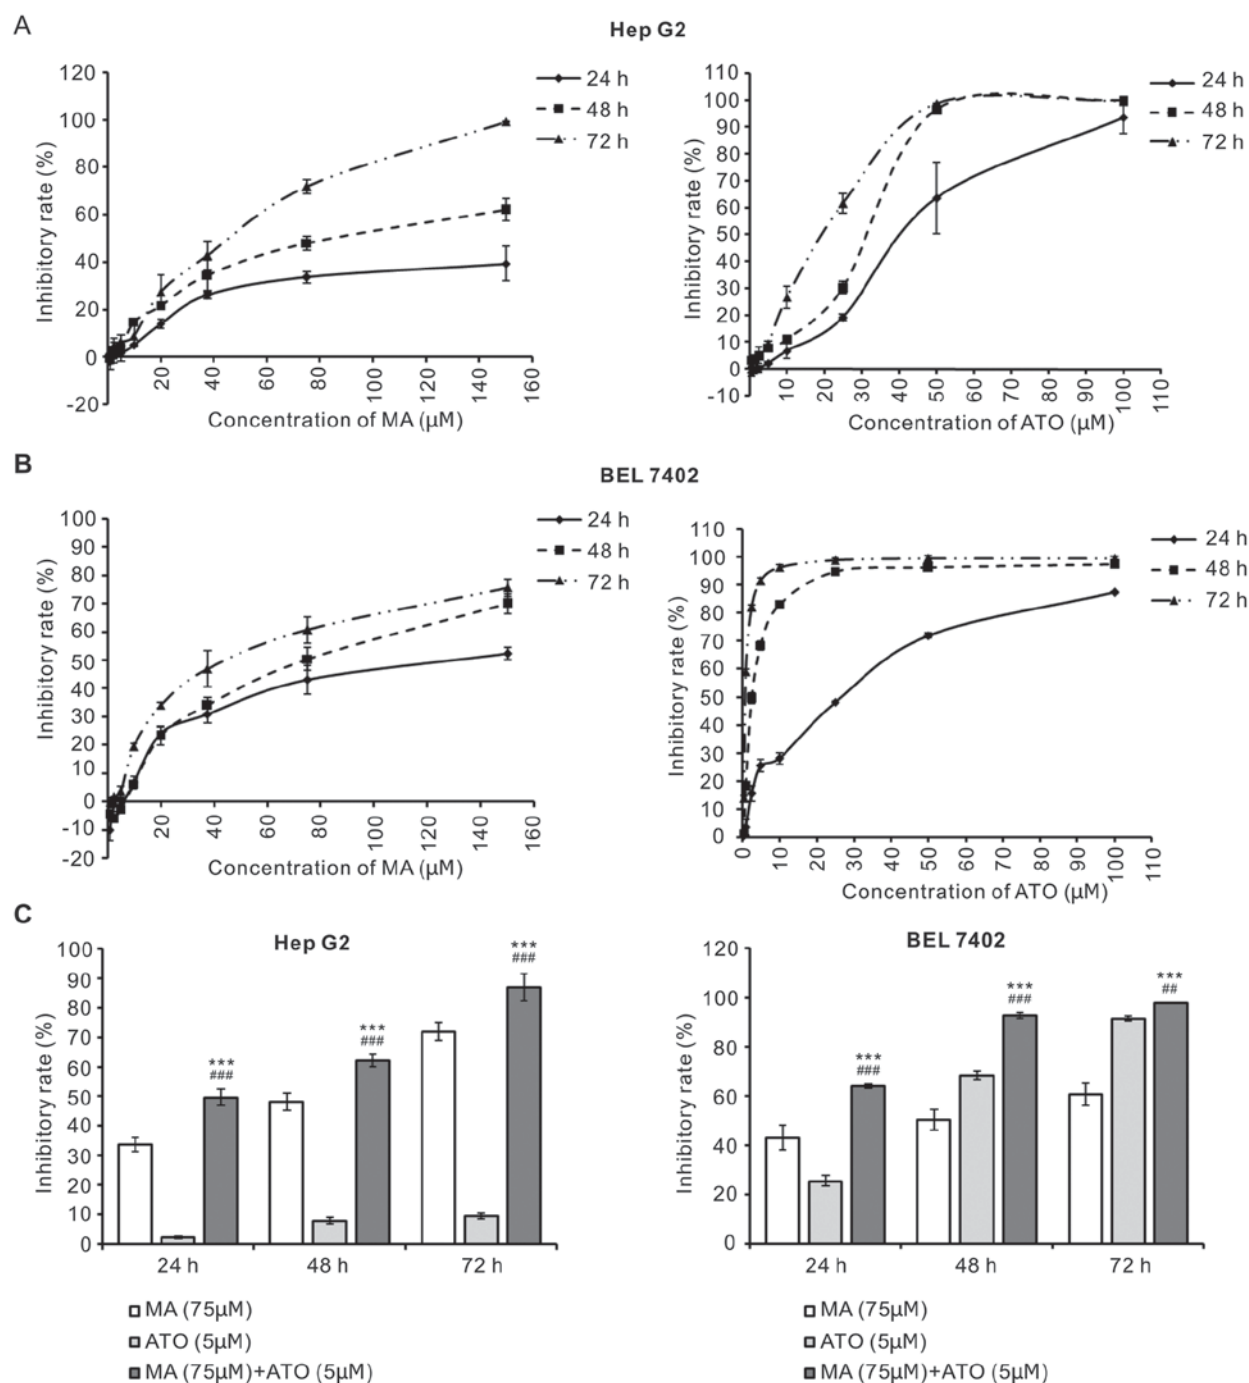 A
Hep G2
120
100
80
60
40
20
0
-20
Inhibitory rate (%)
20
40
60
80
100
120
140
160
Concentration of MA (μM)
24 h
48 h
72 h
110
100
90
80
70
60
50
40
30
20
10
0
-10
Inhibitory rate (%)
10
20
30
40
50
60
70
80
90
100
110
Concentration of ATO (μM)
24 h
48 h
72 h
B
BEL 7402
100
90
80
70
60
50
40
30
20
10
0
-10
-20
Inhibitory rate (%)
20
40
60
80
100
120
140
160
Concentration of MA (μM)
24 h
48 h
72 h
110
100
90
80
70
60
50
40
30
20
10
0
Inhibitory rate (%)
0
10
20
30
40
50
60
70
80
90
100
110
Concentration of ATO (μM)
24 h
48 h
72 h
C
Hep G2
100
90
80
70
60
50
40
30
20
10
0
Inhibitory rate (%)
***
###
***
###
***
###
24 h
48 h
72 h
MA (75μM)
ATO (5μM)
MA (75μM)+ATO (5μM)
BEL 7402
120
100
80
60
40
20
0
Inhibitory rate (%)
***
###
***
###
***
##
24 h
48 h
72 h
MA (75μM)
ATO (5μM)
MA (75μM)+ATO (5μM)